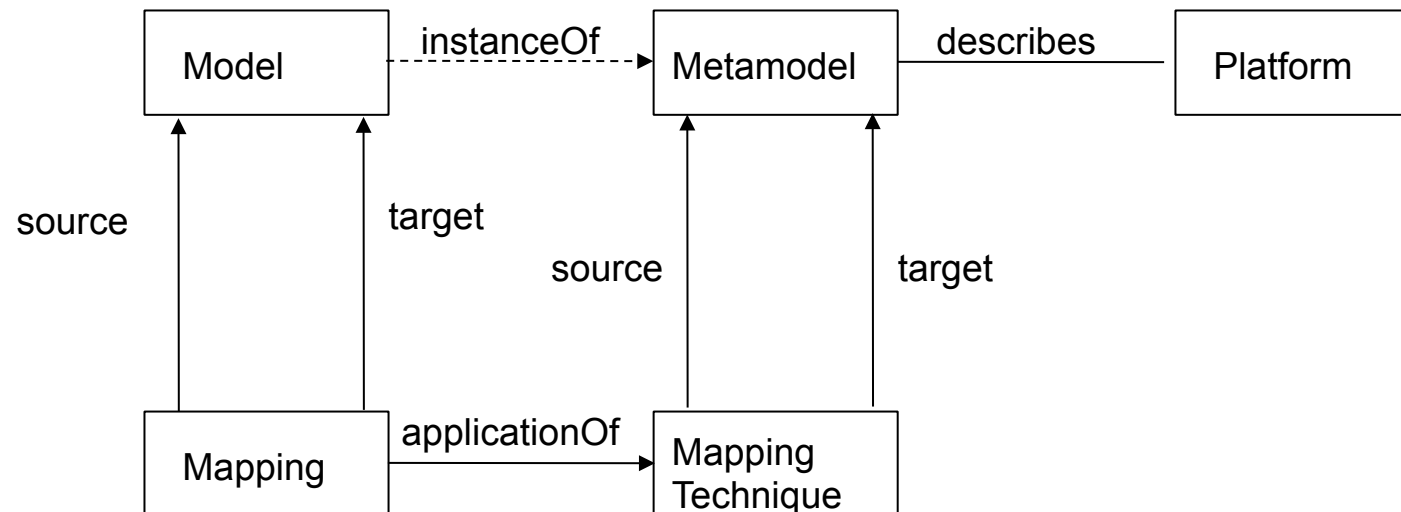 instanceOf
describes
Model
Metamodel
Platform
source
target
source
target
applicationOf
Mapping
Mapping
Technique